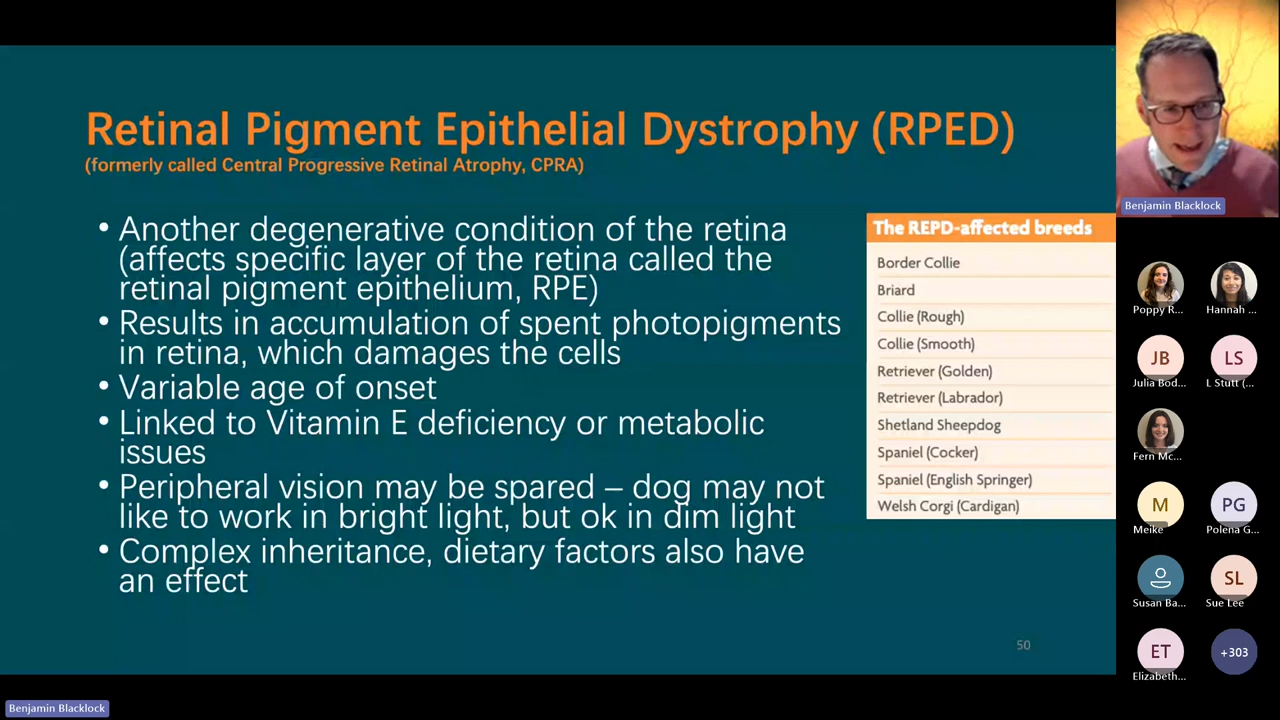 Retinal Pigment Epithelial Dystrophy (RPED)
(formerly called Central Progressive Retinal Atrophy, CPRA)
• Another degenerative condition of the retina
(affects specific layer of the retina called the
retinal pigment epithelium, RPE)
• Results in accumulation of spent photopigments
in retina, which damages the cells
• Variable age of onset
• Linked to Vitamin E deficiency or metabolic
issues
• Peripheral vision may be spared – dog may not
like to work in bright light, but ok in dim light
• Complex inheritance, dietary factors also have
an effect
The REPD-affected breeds
Border Collie
Briard
Collie (Rough)
Collie (Smooth)
Retriever (Golden)
Retriever (Labrador)
Shetland Sheepdog
Spaniel (Cocker)
Spaniel (English Springer)
Welsh Corgi (Cardigan)
50
Benjamin Blacklock
Poppy R...
Hannah ...
JB
Julia Bod...
LS
L Stutt (...
Fern Mc...
M
Meike
PG
Polena G...
Susan Ba...
SL
Sue Lee
ET
Elizabeth...
+303
Benjamin Blacklock